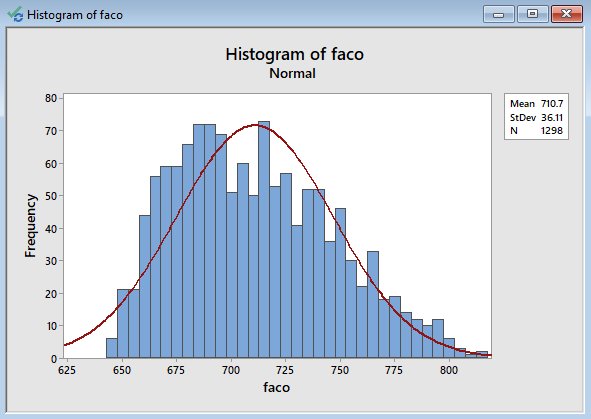 Histogram of faco
Histogram of faco
Normal
Mean 710.7
StDev 36.11
N 1298
80
70
60
50
40
30
20
10
0
Frequency
625 650 675 700 725 750 775 800
faco